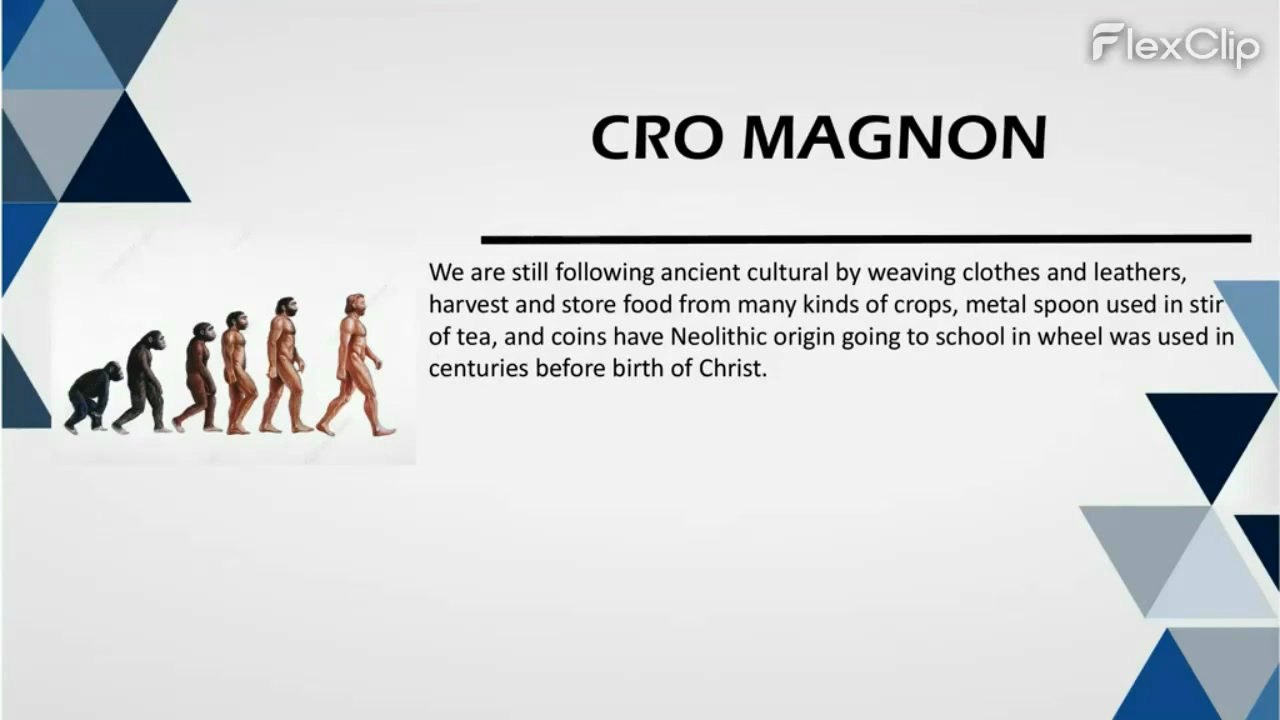 FlexClip
CRO MAGNON
We are still following ancient cultural by weaving clothes and leathers,
harvest and store food from many kinds of crops, metal spoon used in stir
of tea, and coins have Neolithic origin going to school in wheel was used in
centuries before birth of Christ.